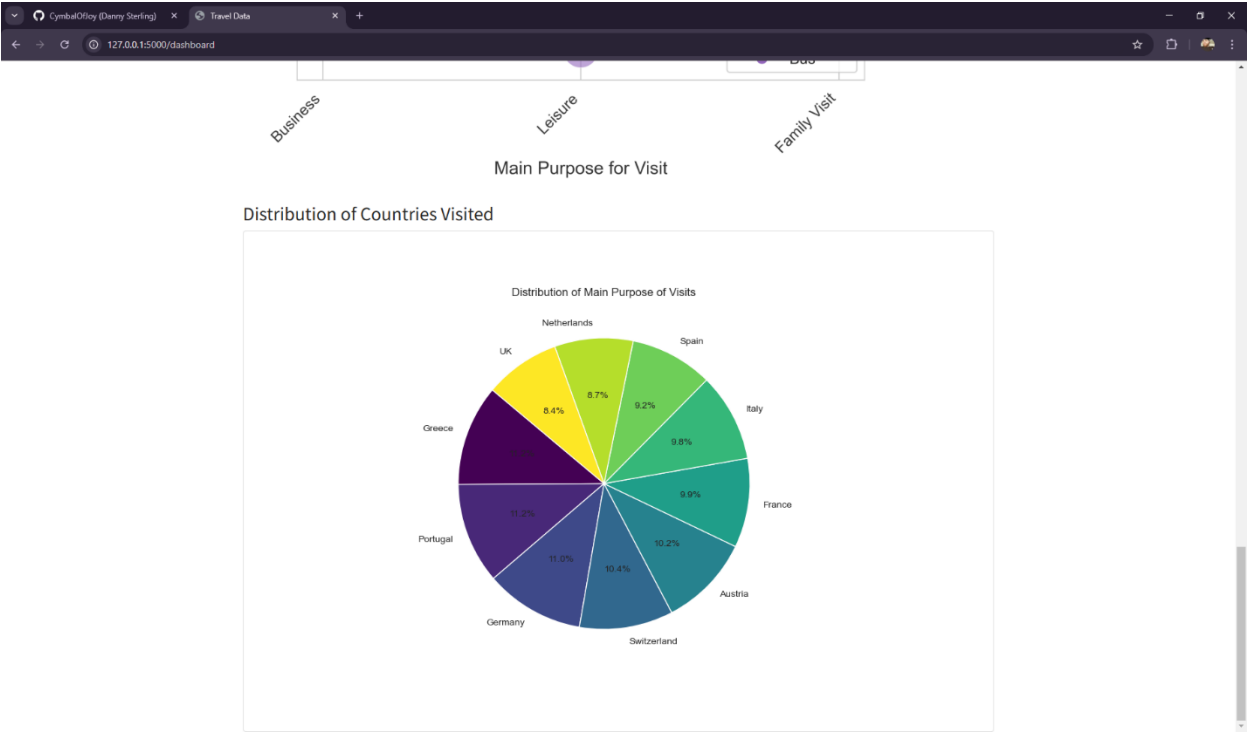 CymbalOfJoy (Danny Sterling)
Travel Data
127.0.0.1:5000/dashboard
Bus
Business
Leisure
Family Visit
Main Purpose for Visit
Distribution of Countries Visited
Distribution of Main Purpose of Visits
Netherlands
Spain
UK
8.7%
9.2%
8.4%
Italy
Greece
9.8%
9.9%
France
11.2%
Portugal
10.2%
11.0%
10.4%
Austria
Germany
Switzerland